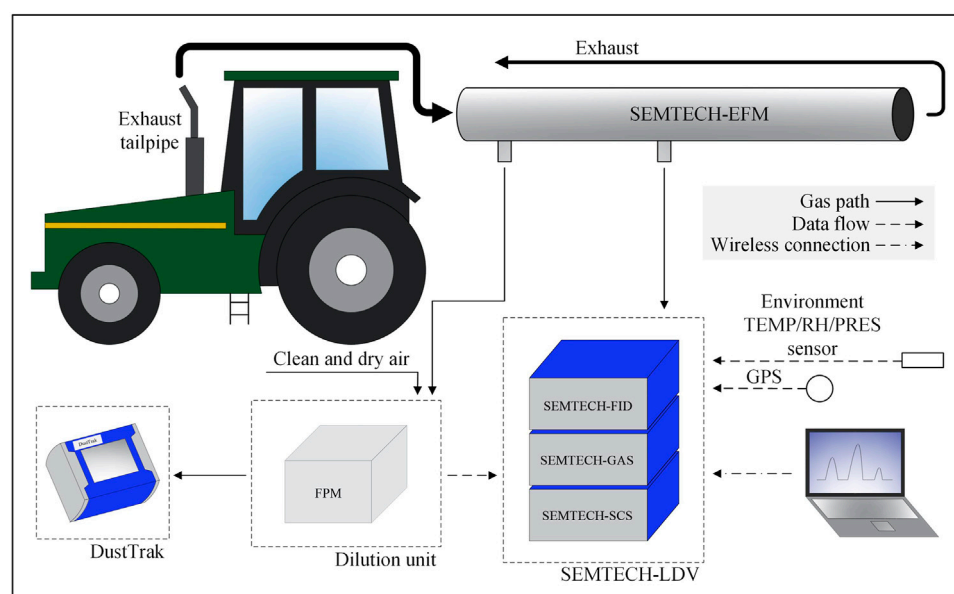 Exhaust
Exhaust
tailpipe
SEMTECH-EFM
Gas path
Data flow
Wireless connection
Environment
TEMP/RH/PRES
sensor
GPS
Clean and dry air
SEMTECH-FID
SEMTECH-GAS
SEMTECH-SCS
FPM
DustTrak
DustTrak
Dilution unit
SEMTECH-LDV